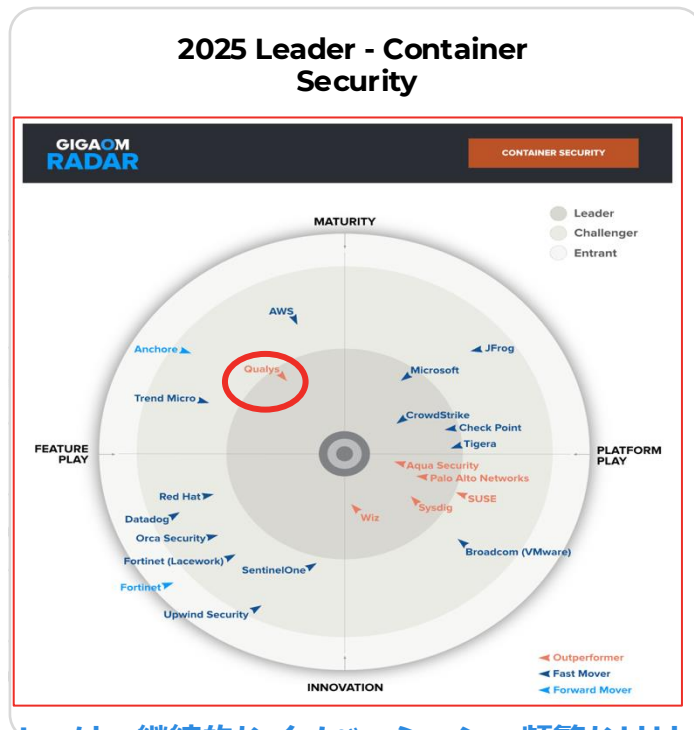 2025 Leader - Container
Security
GIGAOM
RADAR
CONTAINER SECURITY
Leader
Challenger
Entrant
MATURITY
AWS
Anchore
JFrog
Qualys
Microsoft
Trend Micro
CrowdStrike
Check Point
Tigera
FEATURE
PLAY
PLATFORM
PLAY
Aqua Security
Palo Alto Networks
Red Hat
SUSE
Sysdig
Datadog
Wiz
Orca Security
Broadcom (VMware)
Fortinet (Lacework)
SentinelOne
Fortinet
Upwind Security
Outperformer
Fast Mover
INNOVATION
Forward Mover